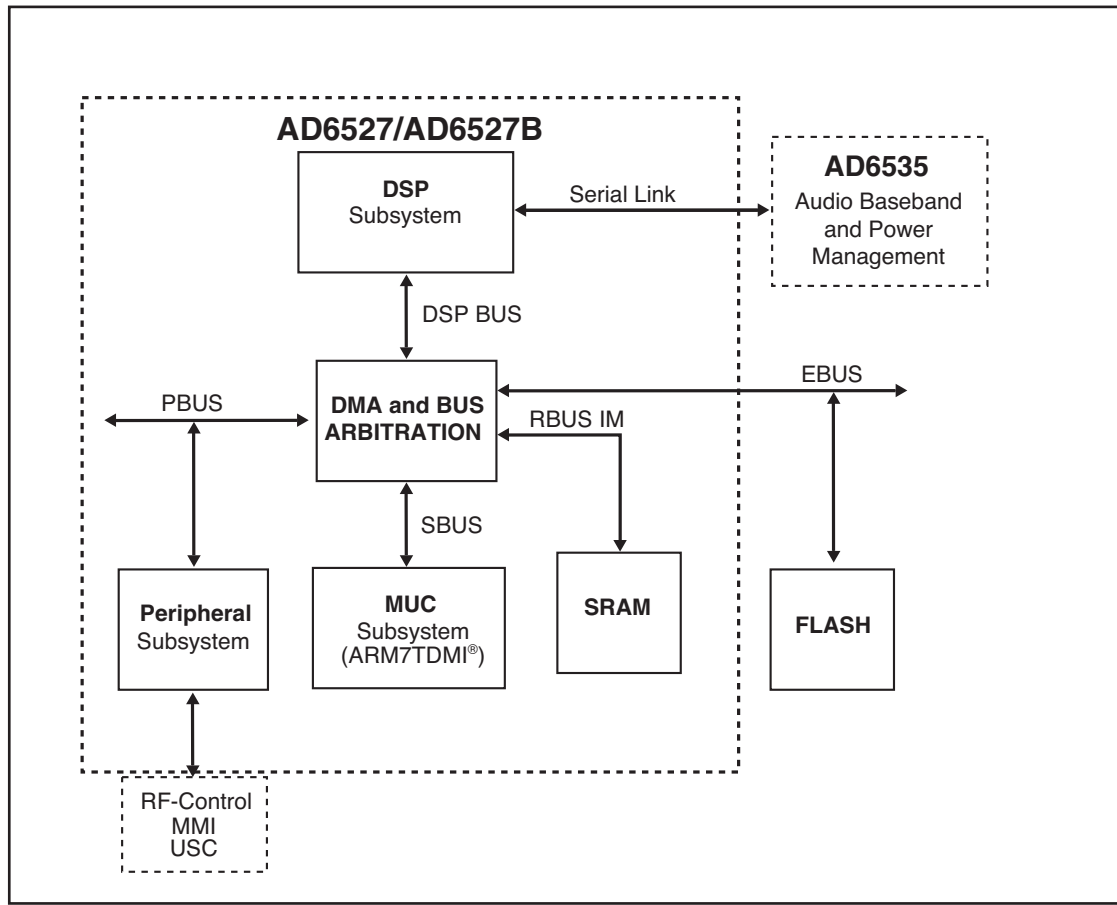 AD6527/AD6527B
DSP
Subsystem
Serial Link
AD6535
Audio Baseband
and Power
Management
DSP BUS
EBUS
PBUS
DMA and BUS
ARBITRATION
RBUS IM
SBUS
Peripheral
Subsystem
MUC
Subsystem
(ARM7TDMI®)
SRAM
FLASH
RF-Control
MMI
USC